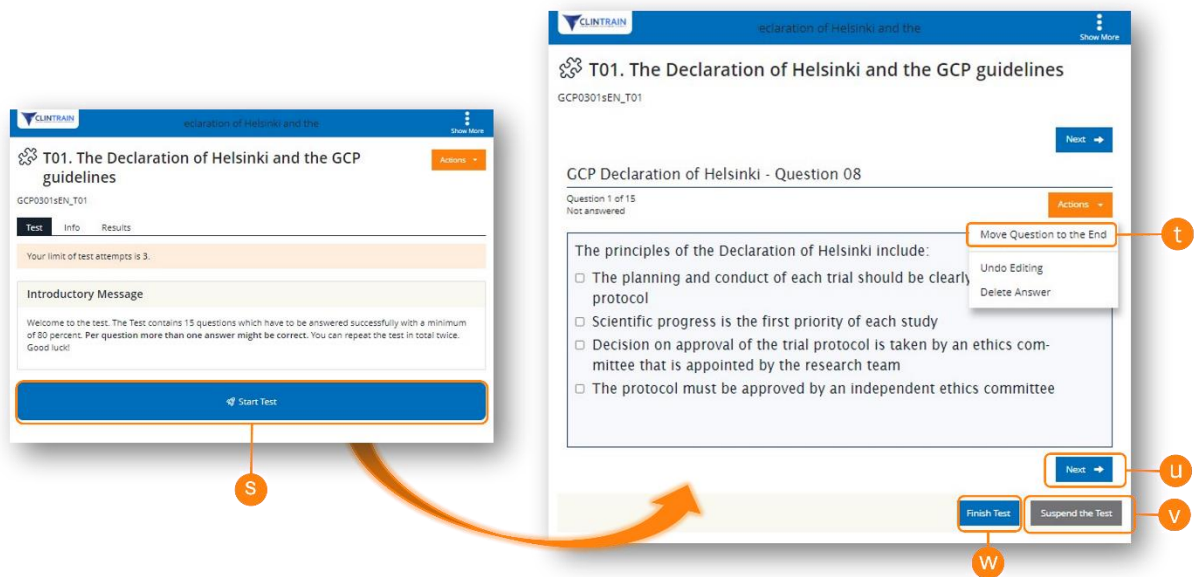 CLINTRAIN
eclaration of Helsinki and the
Show More
T01. The Declaration of Helsinki and the GCP
guidelines
Actions
GCP0301sEN_T01
Test Info Results
Your limit of test attempts is 3.
Introductory Message
Welcome to the test. The Test contains 15 questions which have to be answered successfully with a minimum
of 80 percent. Per question more than one answer might be correct. You can repeat the test in total twice.
Good luck!
Start Test
s
CLINTRAIN
eclaration of Helsinki and the
Show More
T01. The Declaration of Helsinki and the GCP guidelines
GCP0301sEN_T01
Next
GCP Declaration of Helsinki - Question 08
Question 1 of 15
Not answered
Actions
Move Question to the End
t
Undo Editing
Delete Answer
The principles of the Declaration of Helsinki include:
The planning and conduct of each trial should be clearly
protocol
Scientific progress is the first priority of each study
Decision on approval of the trial protocol is taken by an ethics com-
mittee that is appointed by the research team
The protocol must be approved by an independent ethics committee
Next
u
Finish Test
Suspend the Test
v
w